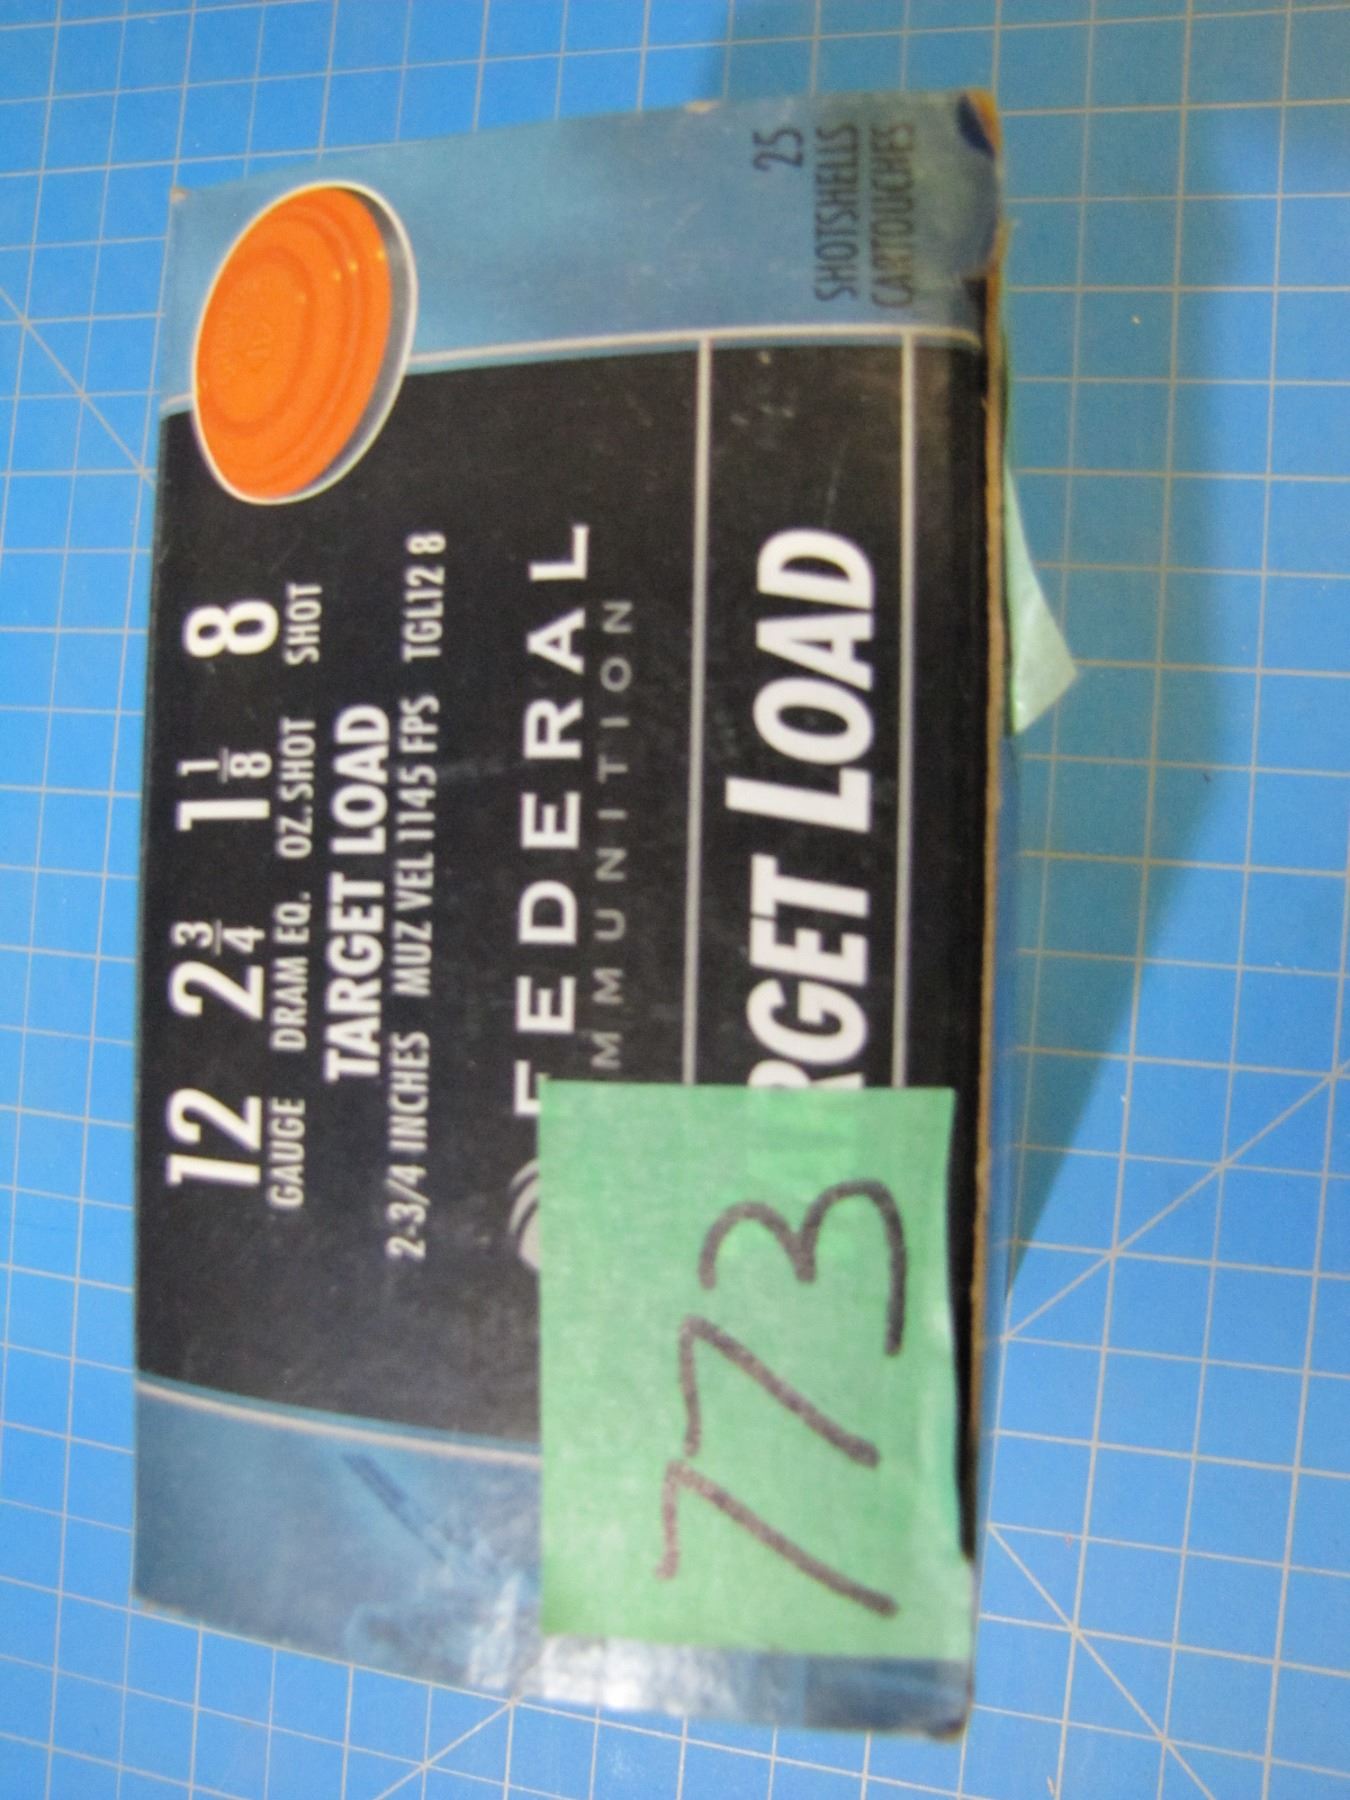 12 2 3/4 1 1/8 8
GAUGE DRAM EQ. OZ. SHOT SHOT
TARGET LOAD
2-3/4 INCHES MUZ VEL 1145 FPS TGL12 8
FEDERAL
MMUNITION
RGET LOAD
25
SHOTSHELLS
CARTOUCHES
773